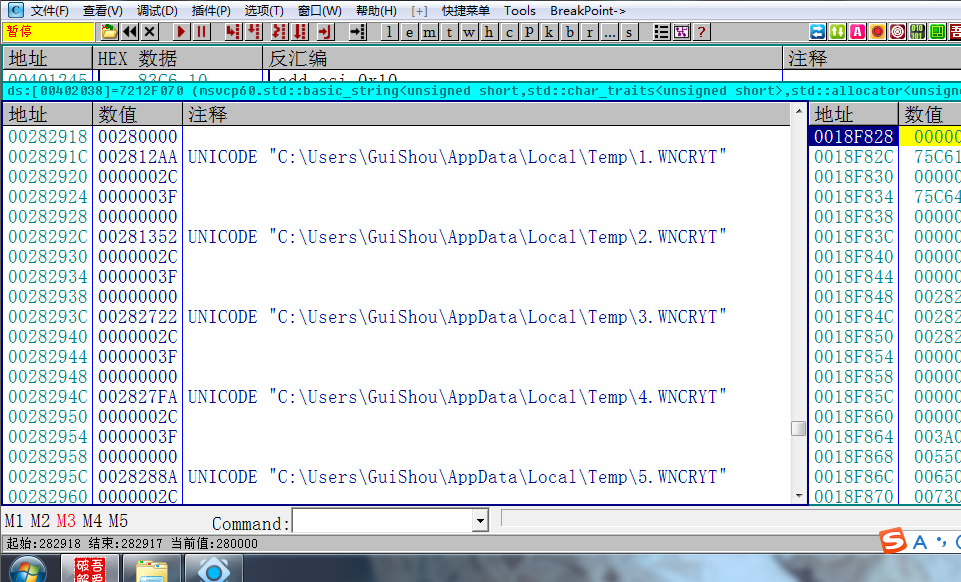 C 文件(F) 查看(V) 调试(D) 插件(P) 选项(T) 窗口(W) 帮助(H) [+] 快捷菜单 Tools BreakPoint->
暂停 l e m t w h c p k b r ... s ?
地址 HEX 数据 反汇编 注释
00401245 83C6 10 add esi,0x10
ds:[00402038]=7212F070 (msvcp60.std::basic_string<unsigned short,std::char_traits<unsigned short>,std::allocator<unsign
地址 数值 注释 地址 数值
00282918 00280000 0018F828 00000
0028291C 002812AA UNICODE "C:\Users\GuiShou\AppData\Local\Temp\1.WNCRYT" 0018F82C 75C61
00282920 0000002C 0018F830 00000
00282924 0000003F 0018F834 75C64
00282928 00000000 0018F838 00000
0028292C 00281352 UNICODE "C:\Users\GuiShou\AppData\Local\Temp\2.WNCRYT" 0018F83C 00000
00282930 0000002C 0018F840 00000
00282934 0000003F 0018F844 00000
00282938 00000000 0018F848 00282
0028293C 00282722 UNICODE "C:\Users\GuiShou\AppData\Local\Temp\3.WNCRYT" 0018F84C 00282
00282940 0000002C 0018F850 00282
00282944 0000003F 0018F854 00000
00282948 00000000 0018F858 00000
0028294C 002827FA UNICODE "C:\Users\GuiShou\AppData\Local\Temp\4.WNCRYT" 0018F85C 00000
00282950 0000002C 0018F860 00000
00282954 0000003F 0018F864 003A0
00282958 00000000 0018F868 00550
0028295C 0028288A UNICODE "C:\Users\GuiShou\AppData\Local\Temp\5.WNCRYT" 0018F86C 00650
00282960 0000002C 0018F870 00730
M1 M2 M3 M4 M5 Command:
起始:282918 结束:282917 当前值:280000
S A
吾破
爱解